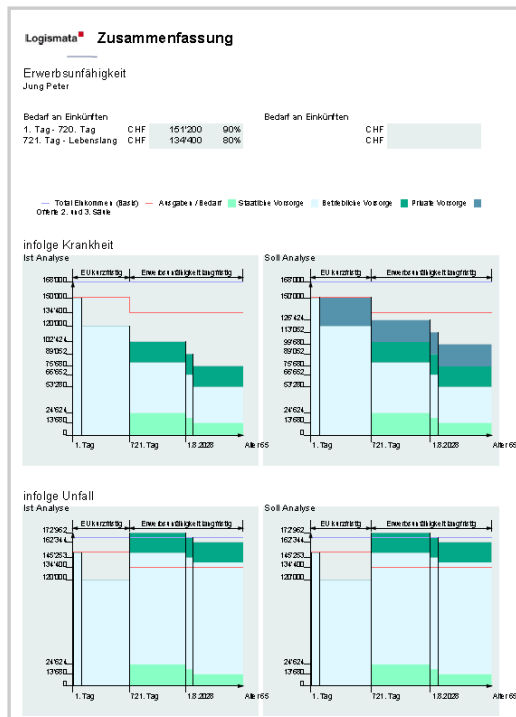 Logismata Zusammenfassung
Erwerbsunfähigkeit
Jung Peter
Bedarf an Einkünften Bedarf an Einkünften
1. Tag - 720. Tag CHF 151'200 90% CHF
721. Tag - Lebenslang CHF 134'400 80% CHF
Total Einkommen (Basis) Ausgaben / Bedarf Staatliche Vorsorge Betriebliche Vorsorge Private Vorsorge
Offerte 2. und 3. Säule
infolge Krankheit
Ist Analyse Soll Analyse
EU kurzfristig Erwerbsunfähigkeit langfristig EU kurzfristig Erwerbsunfähigkeit langfristig
168'000 168'000
150'000 150'000
134'400 126'424
120'000 113'052
102'424 99'680
89'052 89'052
75'680 75'680
66'652 66'652
53'280 53'280
24'624 24'624
13'680 13'680
0 0
1. Tag 721. Tag 1.8.2028 Alter 65 1. Tag 721. Tag 1.8.2028 Alter 65
infolge Unfall
Ist Analyse Soll Analyse
EU kurzfristig Erwerbsunfähigkeit langfristig EU kurzfristig Erwerbsunfähigkeit langfristig
172'962 172'962
162'344 162'344
145'253 145'253
134'400 134'400
120'000 120'000
24'624 24'624
13'680 13'680
0 0
1. Tag 721. Tag 1.8.2028 Alter 65 1. Tag 721. Tag 1.8.2028 Alter 65